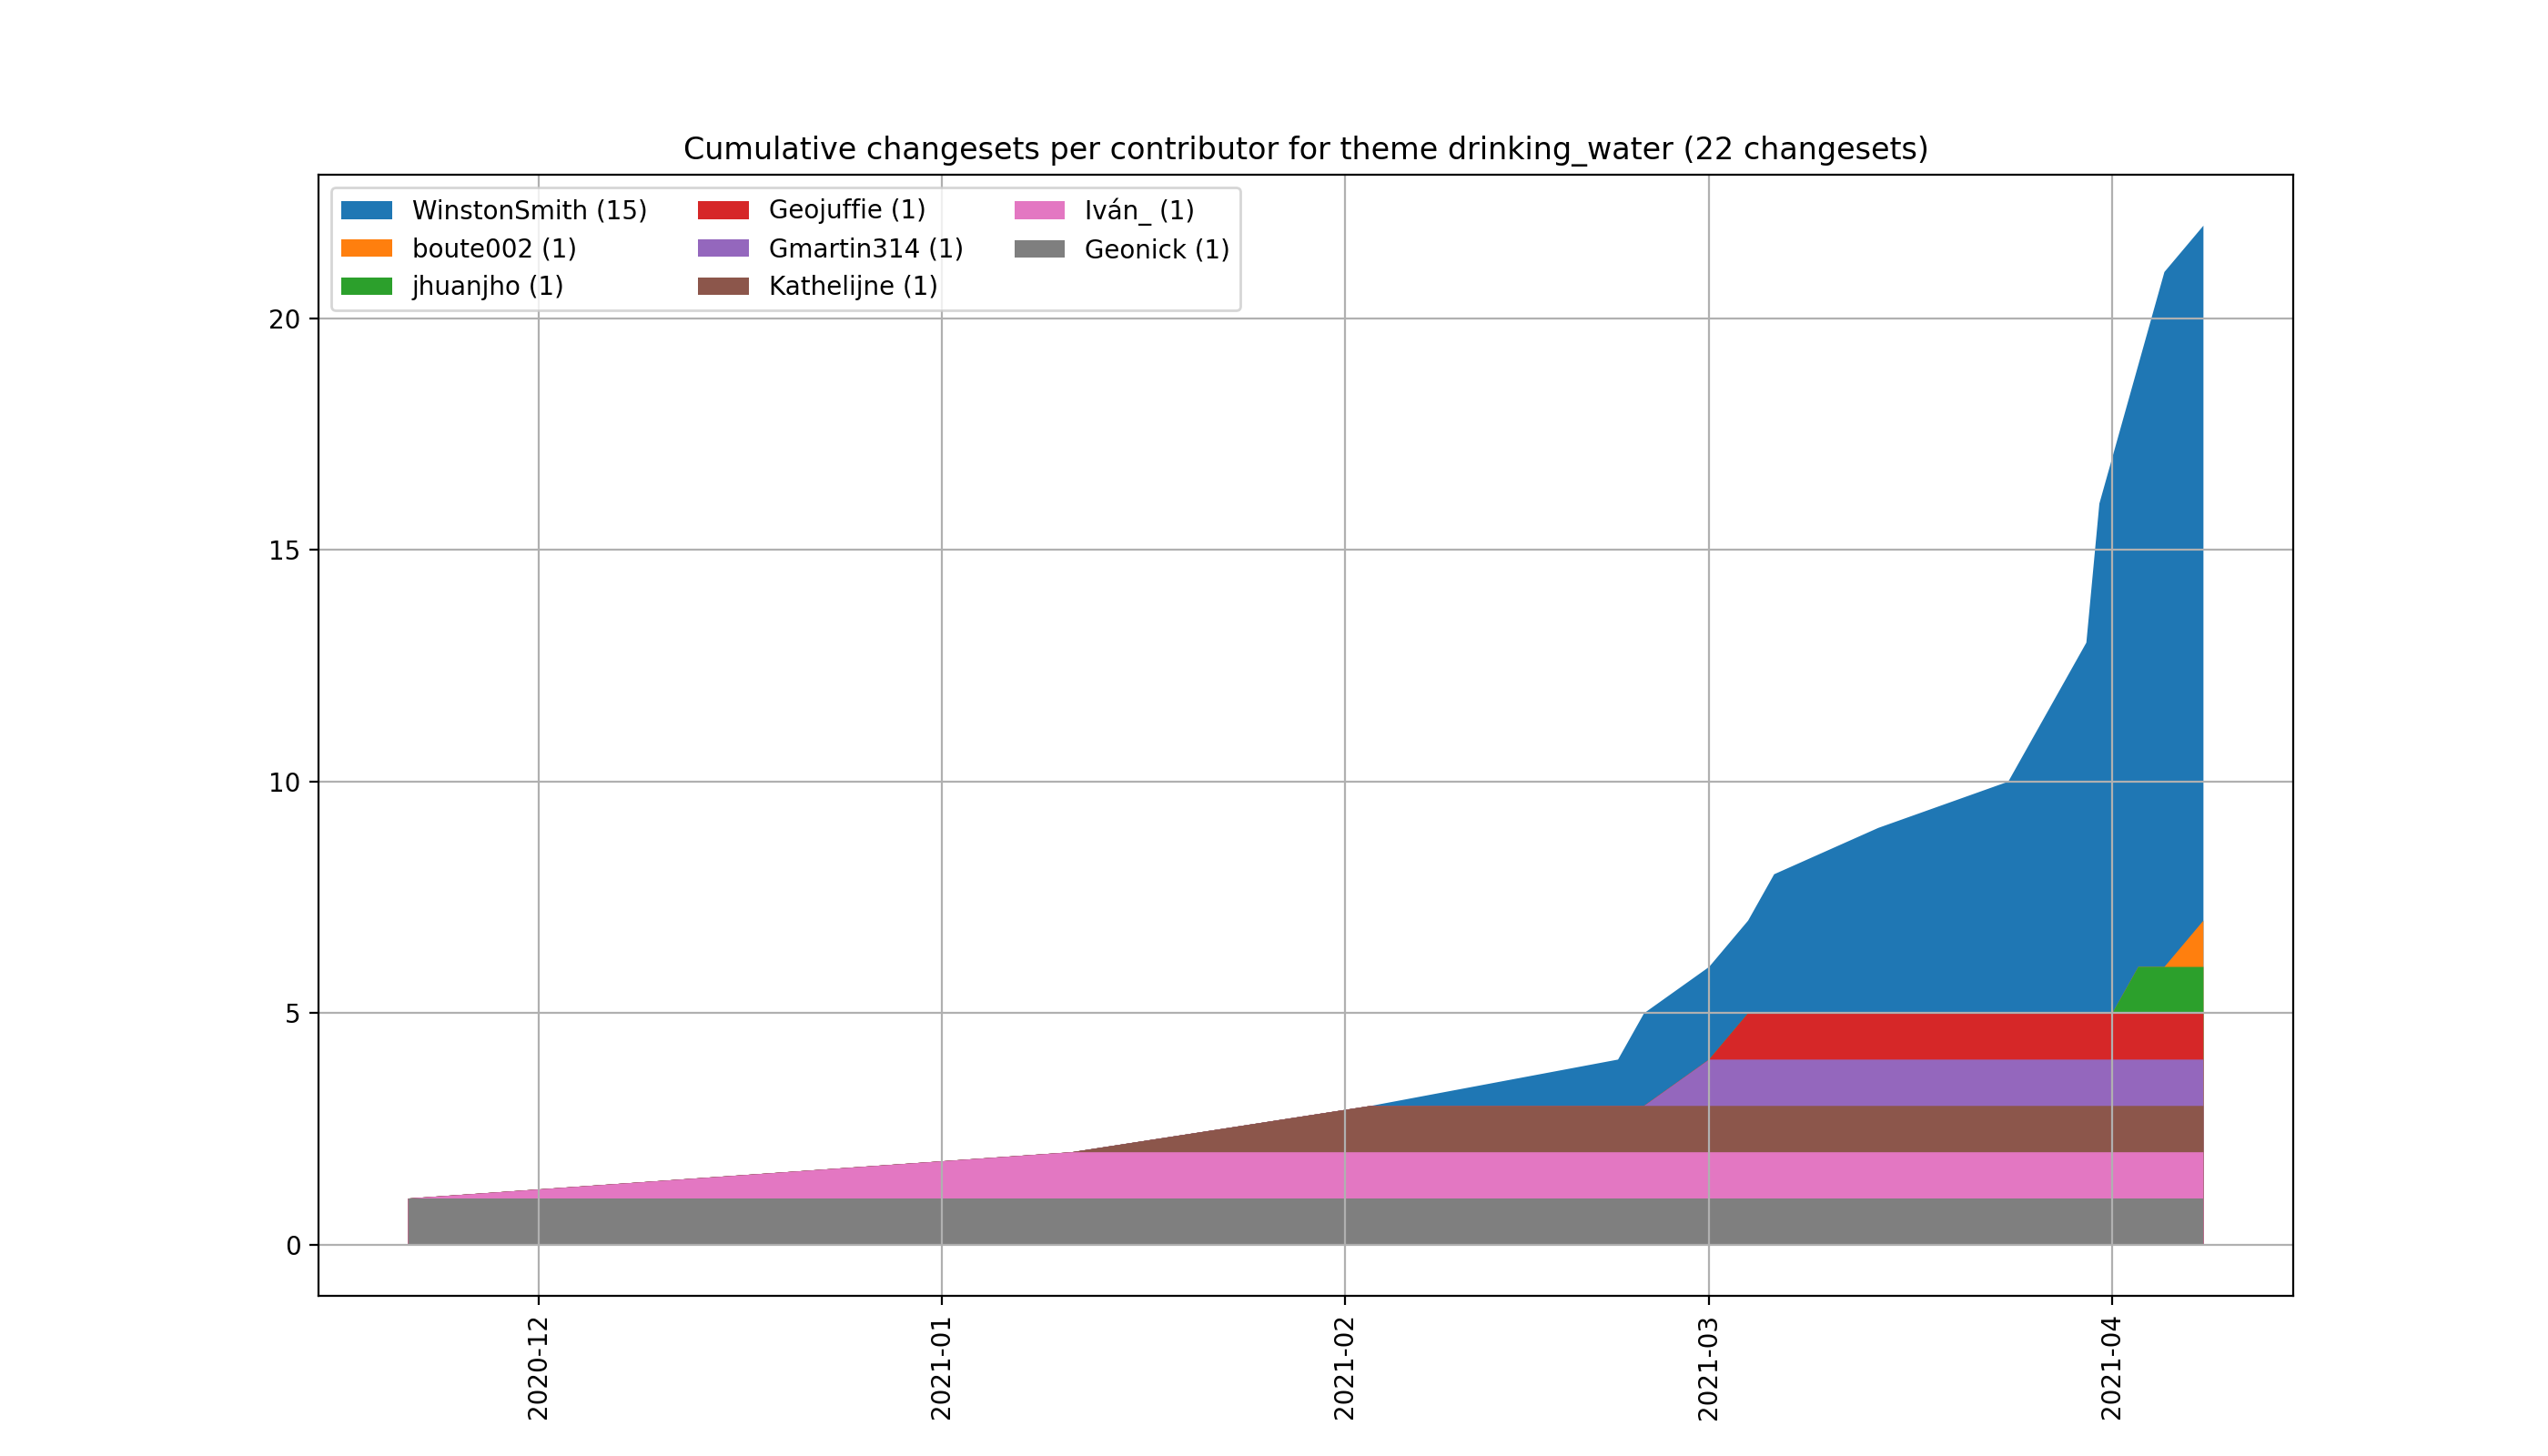 Cumulative changesets per contributor for theme drinking_water (22 changesets)
WinstonSmith (15)
boute002 (1)
jhuanjho (1)
Geojuffie (1)
Gmartin314 (1)
Kathelijne (1)
Iván_ (1)
Geonick (1)
20
15
10
5
0
2020-12
2021-01
2021-02
2021-03
2021-04